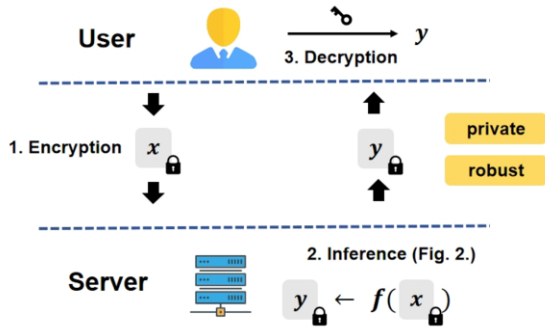 User
3. Decryption
y
1. Encryption
x
y
private
robust
2. Inference (Fig. 2.)
Server
y ← f( x )